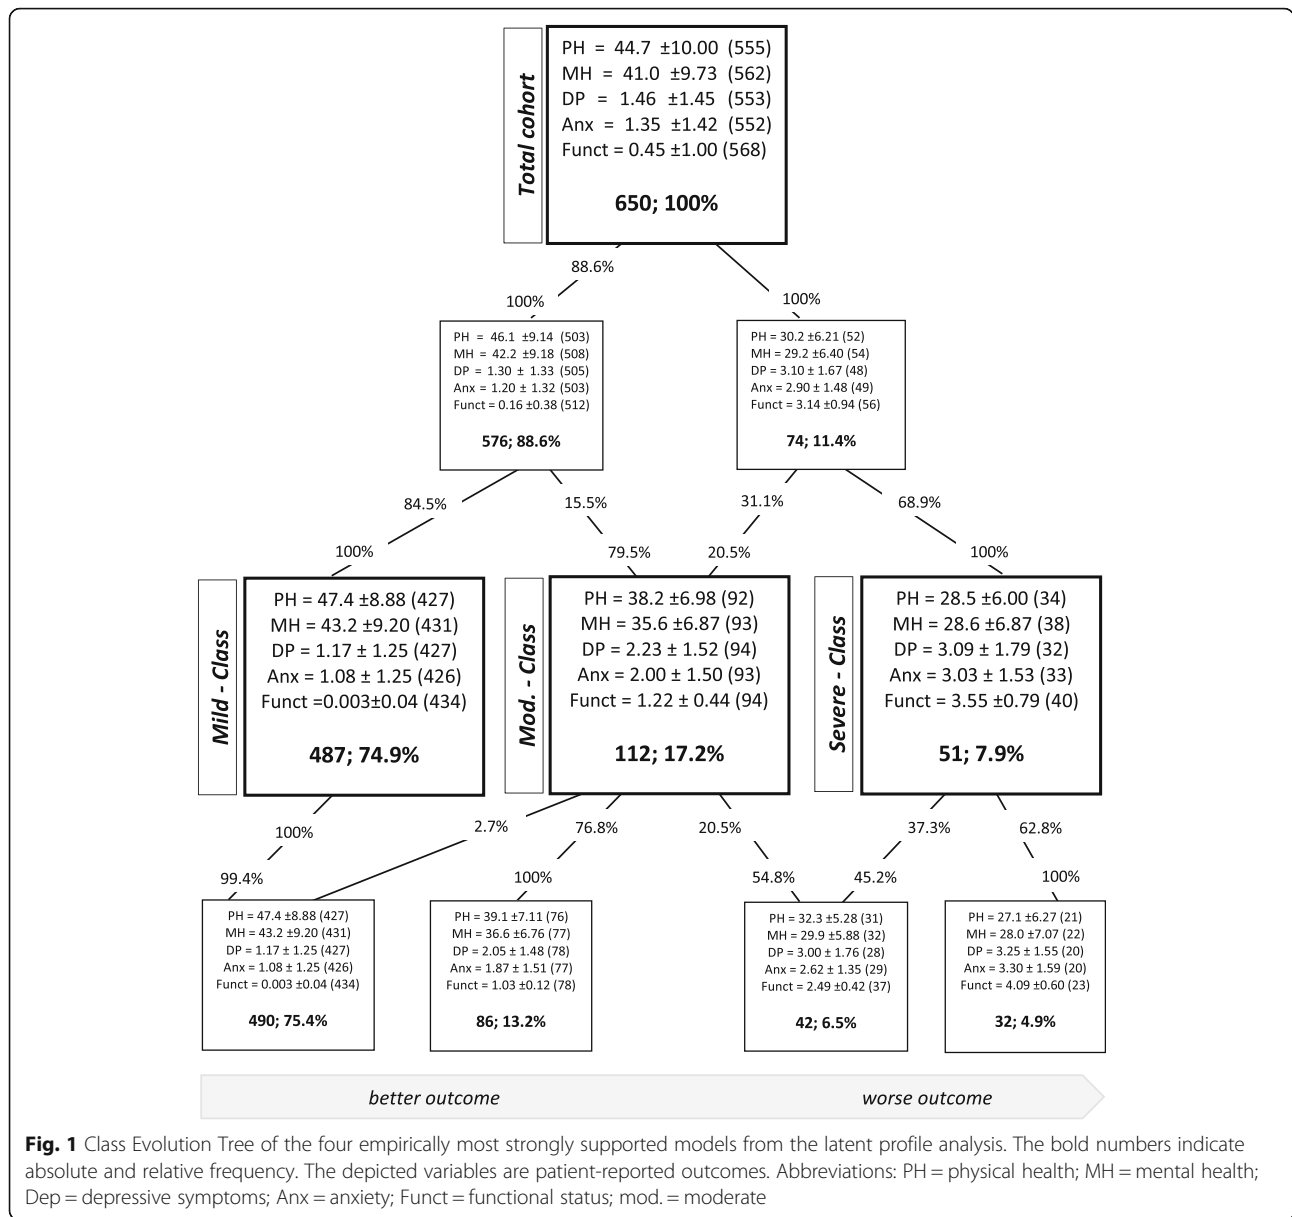 Total cohort
PH = 44.7 ±10.00 (555)
MH = 41.0 ±9.73 (562)
DP = 1.46 ±1.45 (553)
Anx = 1.35 ±1.42 (552)
Funct = 0.45 ±1.00 (568)
650; 100%
88.6%
100%
100%
PH = 46.1 ±9.14 (503)
MH = 42.2 ±9.18 (508)
DP = 1.30 ± 1.33 (505)
Anx = 1.20 ± 1.32 (503)
Funct = 0.16 ±0.38 (512)
576; 88.6%
PH = 30.2 ±6.21 (52)
MH = 29.2 ±6.40 (54)
DP = 3.10 ± 1.67 (48)
Anx = 2.90 ± 1.48 (49)
Funct = 3.14 ±0.94 (56)
74; 11.4%
84.5%
15.5%
31.1%
68.9%
100%
79.5%
20.5%
100%
Mild - Class
PH = 47.4 ±8.88 (427)
MH = 43.2 ±9.20 (431)
DP = 1.17 ± 1.25 (427)
Anx = 1.08 ± 1.25 (426)
Funct =0.003±0.04 (434)
487; 74.9%
Mod. - Class
PH = 38.2 ±6.98 (92)
MH = 35.6 ±6.87 (93)
DP = 2.23 ± 1.52 (94)
Anx = 2.00 ± 1.50 (93)
Funct = 1.22 ± 0.44 (94)
112; 17.2%
Severe - Class
PH = 28.5 ±6.00 (34)
MH = 28.6 ±6.87 (38)
DP = 3.09 ± 1.79 (32)
Anx = 3.03 ± 1.53 (33)
Funct = 3.55 ±0.79 (40)
51; 7.9%
100%
2.7%
76.8%
20.5%
37.3%
62.8%
99.4%
100%
54.8%
45.2%
100%
PH = 47.4 ±8.88 (427)
MH = 43.2 ±9.20 (431)
DP = 1.17 ± 1.25 (427)
Anx = 1.08 ± 1.25 (426)
Funct = 0.003 ±0.04 (434)
490; 75.4%
PH = 39.1 ±7.11 (76)
MH = 36.6 ±6.76 (77)
DP = 2.05 ± 1.48 (78)
Anx = 1.87 ± 1.51 (77)
Funct = 1.03 ±0.12 (78)
86; 13.2%
PH = 32.3 ±5.28 (31)
MH = 29.9 ±5.88 (32)
DP = 3.00 ± 1.76 (28)
Anx = 2.62 ± 1.35 (29)
Funct = 2.49 ±0.42 (37)
42; 6.5%
PH = 27.1 ±6.27 (21)
MH = 28.0 ±7.07 (22)
DP = 3.25 ± 1.55 (20)
Anx = 3.30 ± 1.59 (20)
Funct = 4.09 ±0.60 (23)
32; 4.9%
better outcome
worse outcome
Fig. 1 Class Evolution Tree of the four empirically most strongly supported models from the latent profile analysis. The bold numbers indicate
absolute and relative frequency. The depicted variables are patient-reported outcomes. Abbreviations: PH = physical health; MH = mental health;
Dep = depressive symptoms; Anx = anxiety; Funct = functional status; mod. = moderate